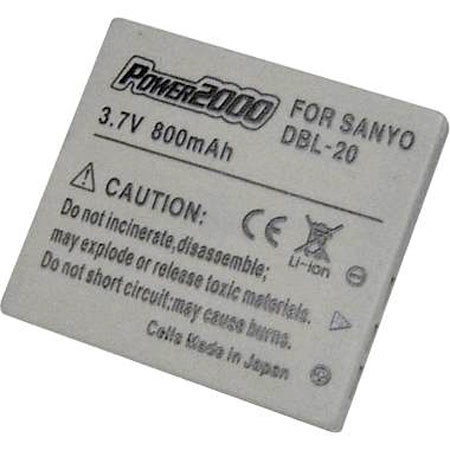 POWER2000
FOR SANYO
3.7V 800mAh
DBL-20
CAUTION:
Do not incinerate, disassemble;
may explode or release toxic materials.
Do not short circuit:may cause burns.
Cells Made in Japan
CE
Li-ion